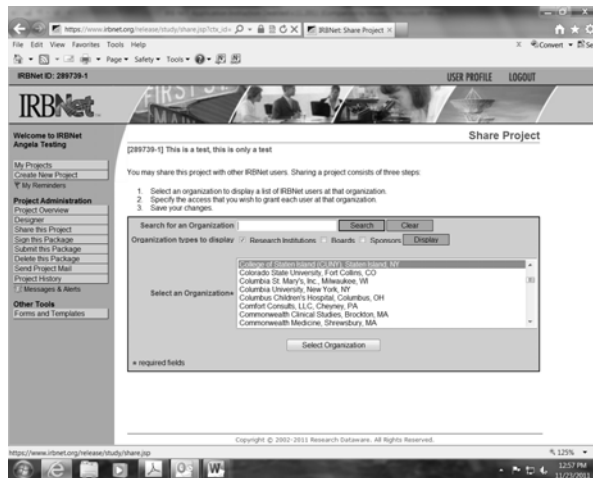 https://www.irbnet.org/release/study/share.jsp?ctx_id=
IRBNet Share Project
File Edit View Favorites Tools Help
Convert
Page Safety Tools
IRBNet ID: 289739-1
USER PROFILE LOGOUT
IRBNet
Welcome to IRBNet
Angela Testing
Share Project
[289739-1] This is a test, this is only a test
My Projects
Create New Project
My Reminders
Project Administration
Project Overview
Designer
Share this Project
Sign this Package
Submit this Package
Delete this Package
Send Project Mail
Project History
Messages & Alerts
Other Tools
Forms and Templates
You may share this project with other IRBNet users. Sharing a project consists of three steps:
1. Select an organization to display a list of IRBNet users at that organization.
2. Specify the access that you wish to grant each user at that organization.
3. Save your changes.
Search for an Organization Search Clear
Organization types to display Research Institutions Boards Sponsors Display
Select an Organization*
College of Staten Island (CUNY), Staten Island, NY
Colorado State University, Fort Collins, CO
Columbia St. Mary's, Inc., Milwaukee, WI
Columbia University, New York, NY
Columbus Children's Hospital, Columbus, OH
Comfort Consults, LLC, Cheyney, PA
Commonwealth Clinical Studies, Brockton, MA
Commonwealth Medicine, Shrewsbury, MA
Select Organization
* required fields
Copyright © 2002-2011 Research Dataware. All Rights Reserved.
https://www.irbnet.org/release/study/share.jsp
125%
12:57 PM
11/23/2011